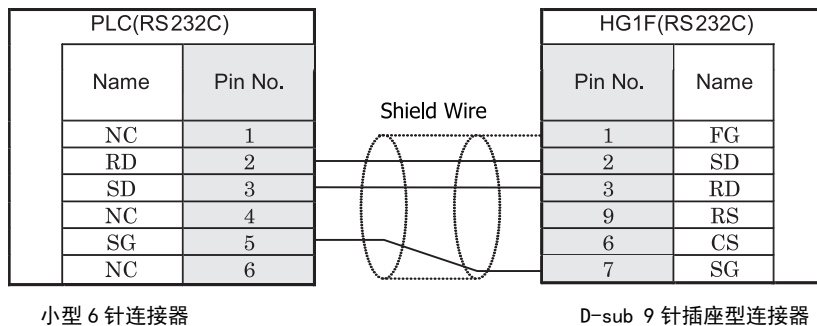 PLC(RS232C)
HG1F(RS232C)
Name Pin No.
Pin No. Name
Shield Wire
NC 1
1 FG
RD 2
2 SD
SD 3
3 RD
NC 4
9 RS
SG 5
6 CS
NC 6
7 SG
小型 6 针连接器
D-sub 9 针插座型连接器